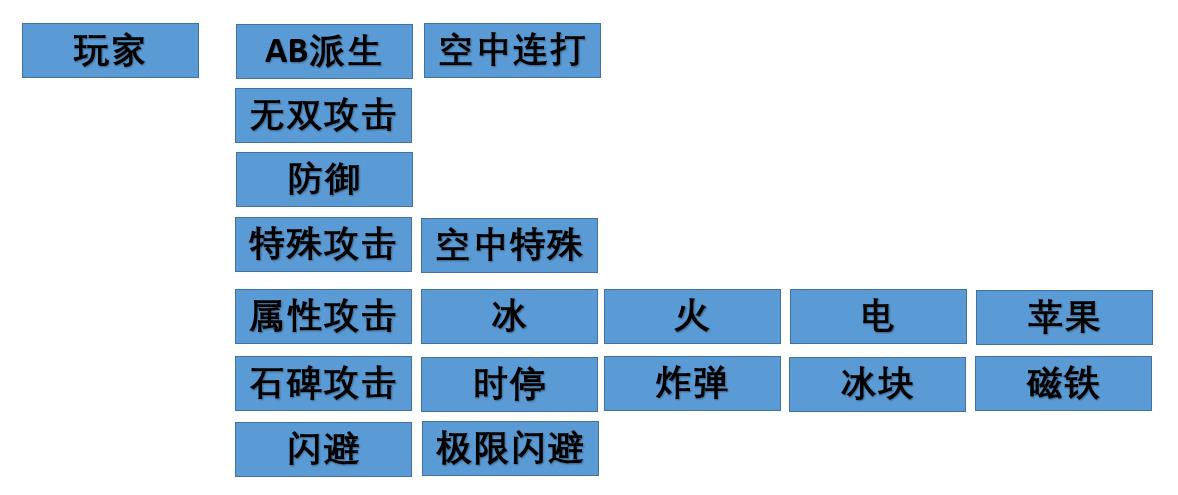 玩家 AB派生 空中连打
无双攻击
防御
特殊攻击 空中特殊
属性攻击 冰 火 电 苹果
石碑攻击 时停 炸弹 冰块 磁铁
闪避 极限闪避